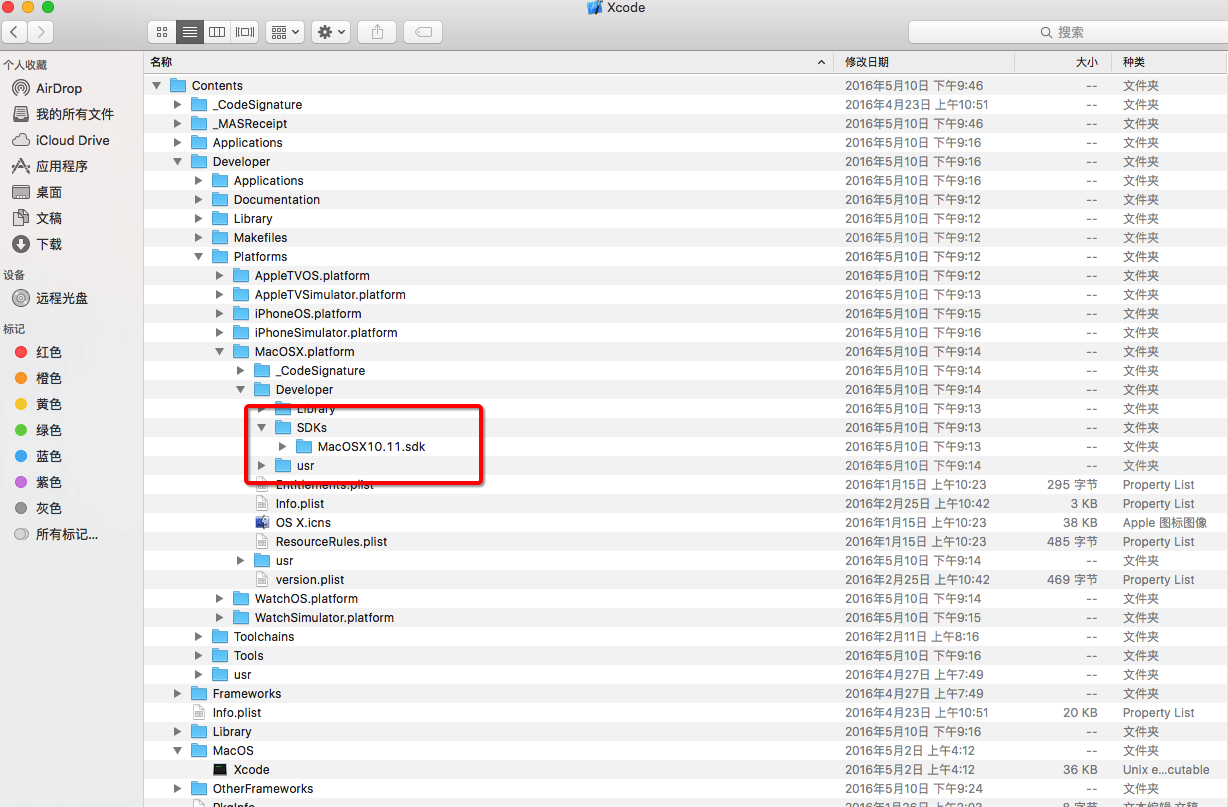 Xcode
搜索
个人收藏
AirDrop
我的所有文件
iCloud Drive
应用程序
桌面
文稿
下载
设备
远程光盘
标记
红色
橙色
黄色
绿色
蓝色
紫色
灰色
所有标记...
名称 修改日期 大小 种类
Contents 2016年5月10日 下午9:46 -- 文件夹
_CodeSignature 2016年4月23日 上午10:51 -- 文件夹
_MASReceipt 2016年5月10日 下午9:46 -- 文件夹
Applications 2016年5月10日 下午9:16 -- 文件夹
Developer 2016年5月10日 下午9:16 -- 文件夹
Applications 2016年5月10日 下午9:16 -- 文件夹
Documentation 2016年5月10日 下午9:12 -- 文件夹
Library 2016年5月10日 下午9:12 -- 文件夹
Makefiles 2016年5月10日 下午9:12 -- 文件夹
Platforms 2016年5月10日 下午9:12 -- 文件夹
AppleTVOS.platform 2016年5月10日 下午9:12 -- 文件夹
AppleTVSimulator.platform 2016年5月10日 下午9:13 -- 文件夹
iPhoneOS.platform 2016年5月10日 下午9:15 -- 文件夹
iPhoneSimulator.platform 2016年5月10日 下午9:16 -- 文件夹
MacOSX.platform 2016年5月10日 下午9:14 -- 文件夹
_CodeSignature 2016年5月10日 下午9:14 -- 文件夹
Developer 2016年5月10日 下午9:14 -- 文件夹
Library 2016年5月10日 下午9:13 -- 文件夹
SDKs 2016年5月10日 下午9:13 -- 文件夹
MacOSX10.11.sdk 2016年5月10日 下午9:13 -- 文件夹
usr 2016年5月10日 下午9:14 -- 文件夹
Entitlements.plist 2016年1月15日 上午10:23 295 字节 Property List
Info.plist 2016年2月25日 上午10:42 3 KB Property List
OS X.icns 2016年1月15日 上午10:23 38 KB Apple 图标图像
ResourceRules.plist 2016年1月15日 上午10:23 485 字节 Property List
usr 2016年5月10日 下午9:14 -- 文件夹
version.plist 2016年2月25日 上午10:42 469 字节 Property List
WatchOS.platform 2016年5月10日 下午9:14 -- 文件夹
WatchSimulator.platform 2016年5月10日 下午9:15 -- 文件夹
Toolchains 2016年2月11日 上午8:16 -- 文件夹
Tools 2016年5月10日 下午9:16 -- 文件夹
usr 2016年4月27日 上午7:49 -- 文件夹
Frameworks 2016年4月27日 上午7:49 -- 文件夹
Info.plist 2016年4月23日 上午10:51 20 KB Property List
Library 2016年5月10日 下午9:16 -- 文件夹
MacOS 2016年5月2日 上午4:12 -- 文件夹
Xcode 2016年5月2日 上午4:12 36 KB Unix e...cutable
OtherFrameworks 2016年5月10日 下午9:24 -- 文件夹
PkgInfo 2016年1月26日 上午2:04 8 字节 文本编辑 文稿